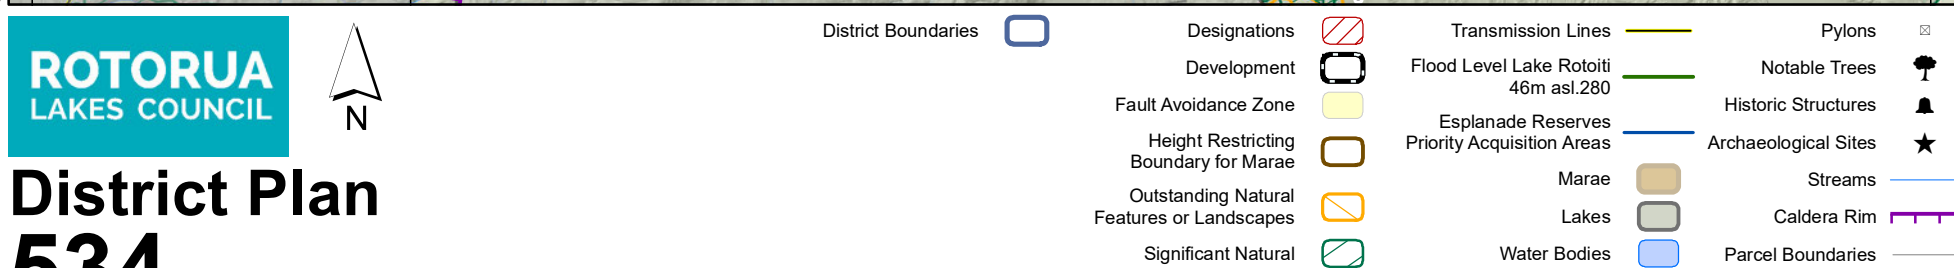 ROTORUA
LAKES COUNCIL
N
District Plan
534
District Boundaries
Designations
Development
Fault Avoidance Zone
Height Restricting
Boundary for Marae
Outstanding Natural
Features or Landscapes
Significant Natural
Transmission Lines
Flood Level Lake Rotoiti
46m asl.280
Esplanade Reserves
Priority Acquisition Areas
Marae
Lakes
Water Bodies
Pylons
Notable Trees
Historic Structures
Archaeological Sites
Streams
Caldera Rim
Parcel Boundaries